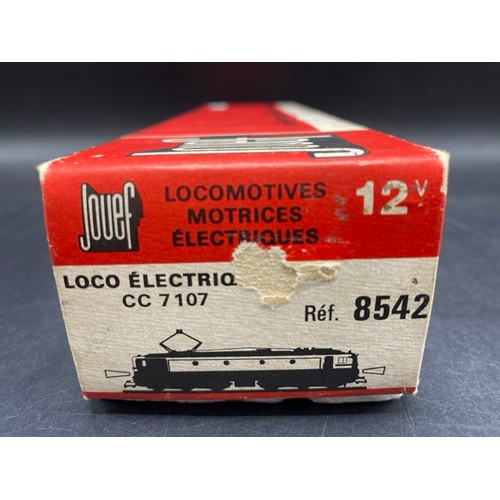 Jouef
LOCOMOTIVES
MOTRICES
ÉLECTRIQUES
12V
LOCO ÉLECTRIQ
CC 7107
Réf. 8542